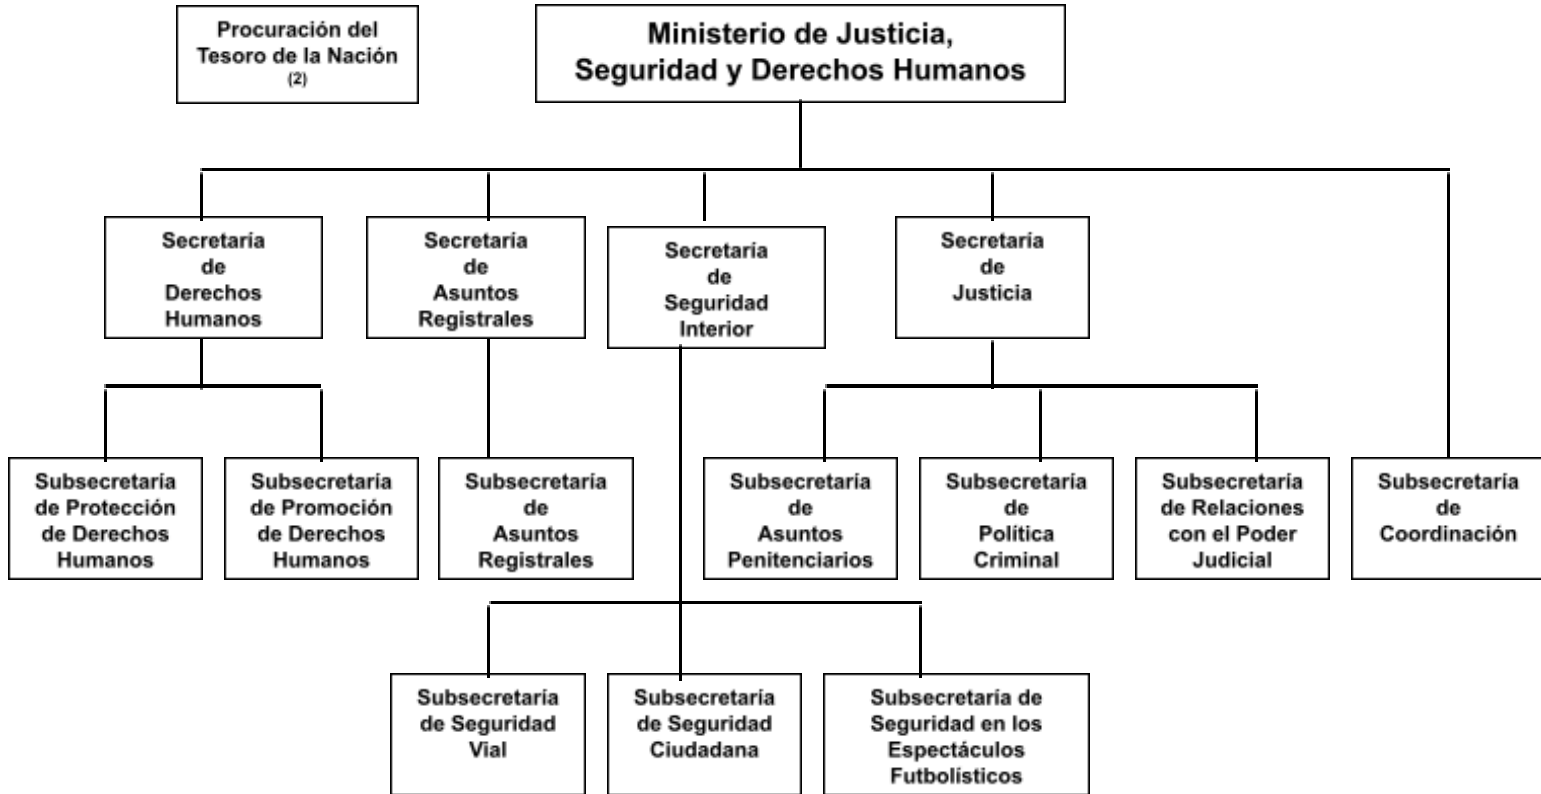 Procuración del
Tesoro de la Nación
(2)
Ministerio de Justicia,
Seguridad y Derechos Humanos
Secretaría
de
Derechos
Humanos
Secretaría
de
Asuntos
Registrales
Secretaría
de
Seguridad
Interior
Secretaría
de
Justicia
Subsecretaría
de Protección
de Derechos
Humanos
Subsecretaría
de Promoción
de Derechos
Humanos
Subsecretaría
de
Asuntos
Registrales
Subsecretaría
de
Asuntos
Penitenciarios
Subsecretaría
de
Política
Criminal
Subsecretaría
de Relaciones
con el Poder
Judicial
Subsecretaría
de
Coordinación
Subsecretaría
de Seguridad
Vial
Subsecretaría
de Seguridad
Ciudadana
Subsecretaría de
Seguridad en los
Espectáculos
Futbolísticos